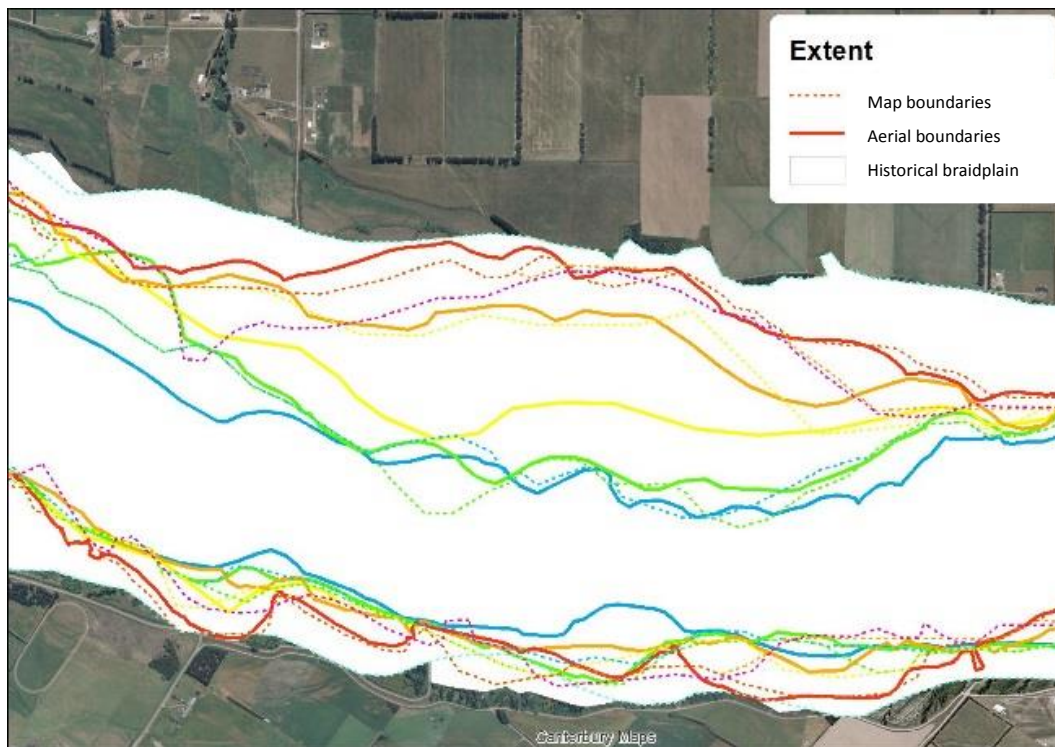 Extent
Map boundaries
Aerial boundaries
Historical braidplain
Canterbury Maps